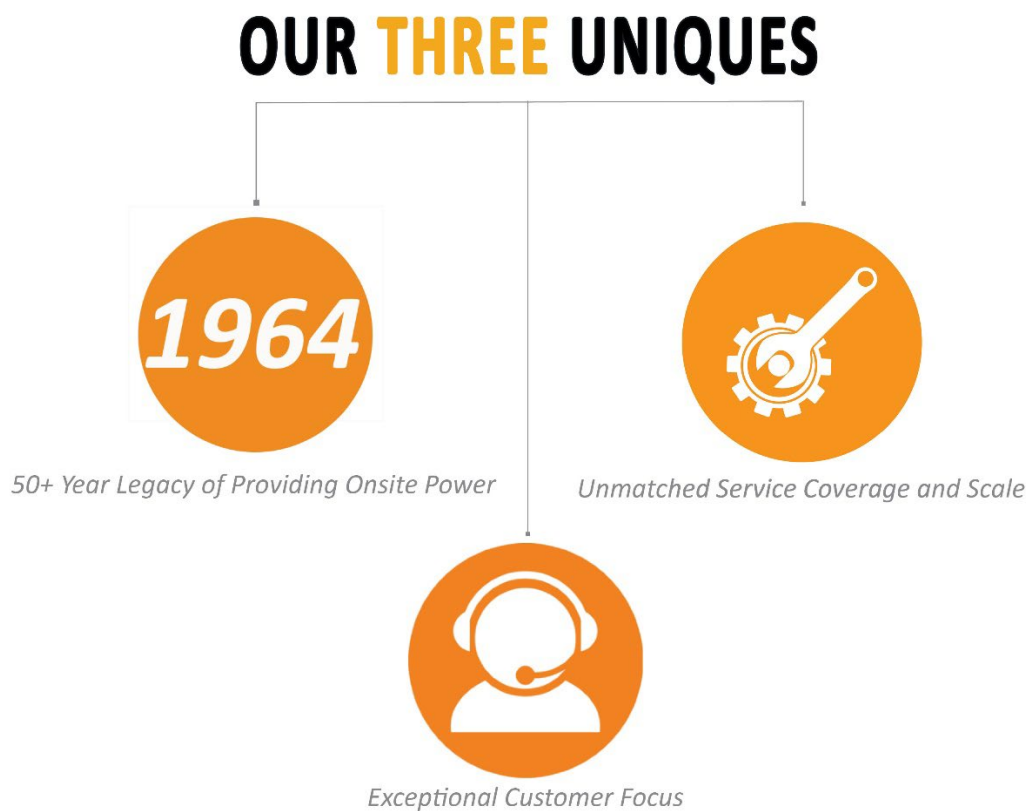 OUR THREE UNIQUES
1964
50+ Year Legacy of Providing Onsite Power
Unmatched Service Coverage and Scale
Exceptional Customer Focus